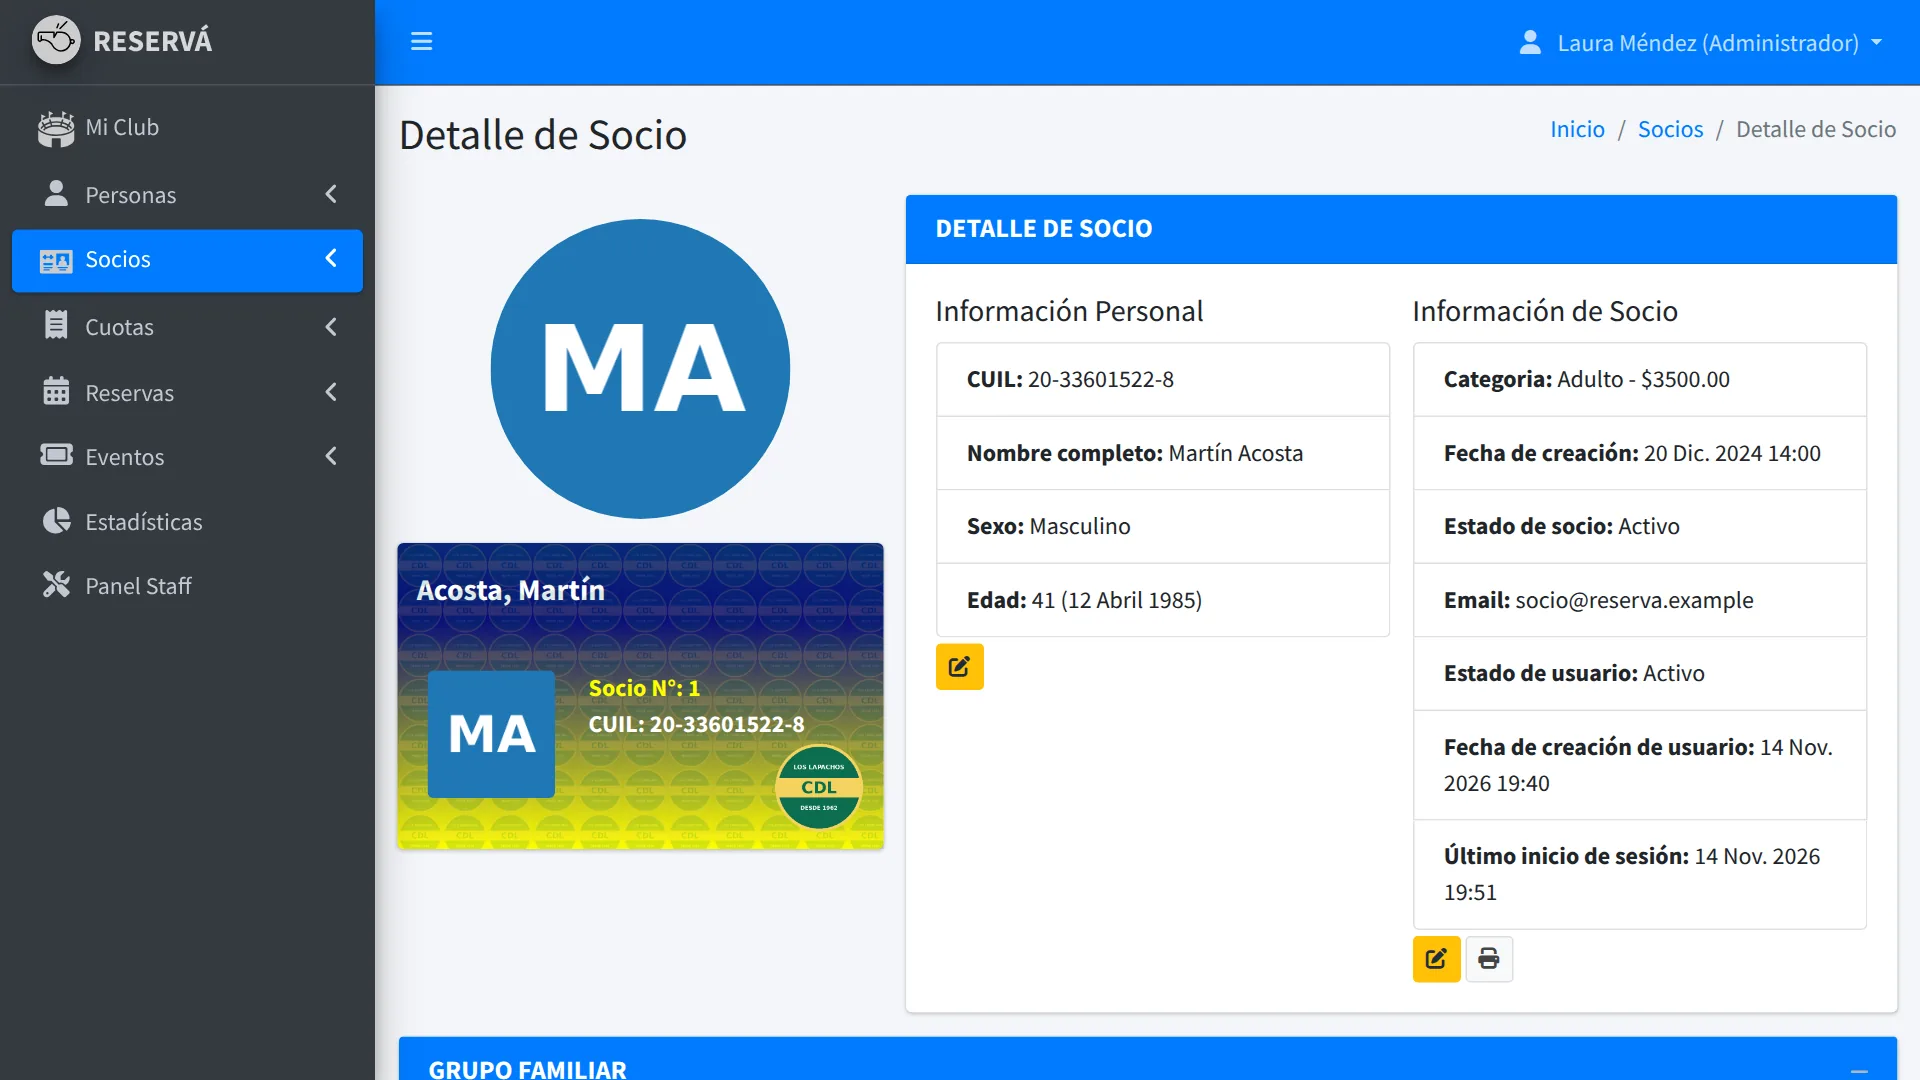 RESERVÁ
Laura Méndez (Administrador)
Mi Club
Personas
Socios
Cuotas
Reservas
Eventos
Estadísticas
Panel Staff
Detalle de Socio
Inicio / Socios / Detalle de Socio
MA
Acosta, Martín
MA
Socio N°: 1
CUIL: 20-33601522-8
LOS LAPACHOS
CDL
DESDE 1962
DETALLE DE SOCIO
Información Personal
CUIL: 20-33601522-8
Nombre completo: Martín Acosta
Sexo: Masculino
Edad: 41 (12 Abril 1985)
Información de Socio
Categoria: Adulto - $3500.00
Fecha de creación: 20 Dic. 2024 14:00
Estado de socio: Activo
Email: socio@reserva.example
Estado de usuario: Activo
Fecha de creación de usuario: 14 Nov.
2026 19:40
Último inicio de sesión: 14 Nov. 2026
19:51
GRUPO FAMILIAR